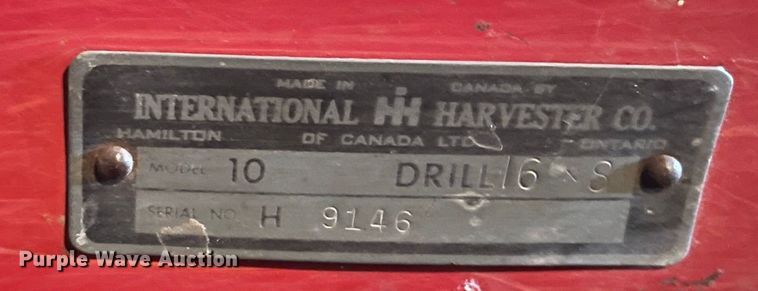 MADE IN CANADA BY
INTERNATIONAL IH HARVESTER CO.
HAMILTON OF CANADA LTD ONTARIO
MODEL 10 DRILL 16 x 8
SERIAL NO. H 9146
Purple Wave Auction